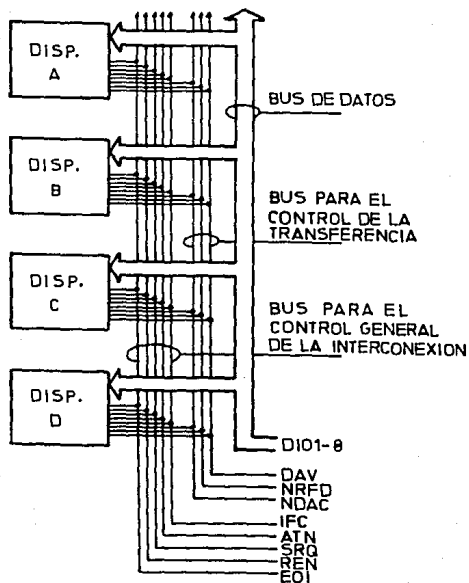 DISP.
A
BUS DE DATOS
DISP.
B
BUS PARA EL
CONTROL DE LA
TRANSFERENCIA
DISP.
C
BUS PARA EL
CONTROL GENERAL
DE LA INTERCONEXION
DISP.
D
DIO1-8
DAV
NRFD
NDAC
IFC
ATN
SRQ
REN
EOI